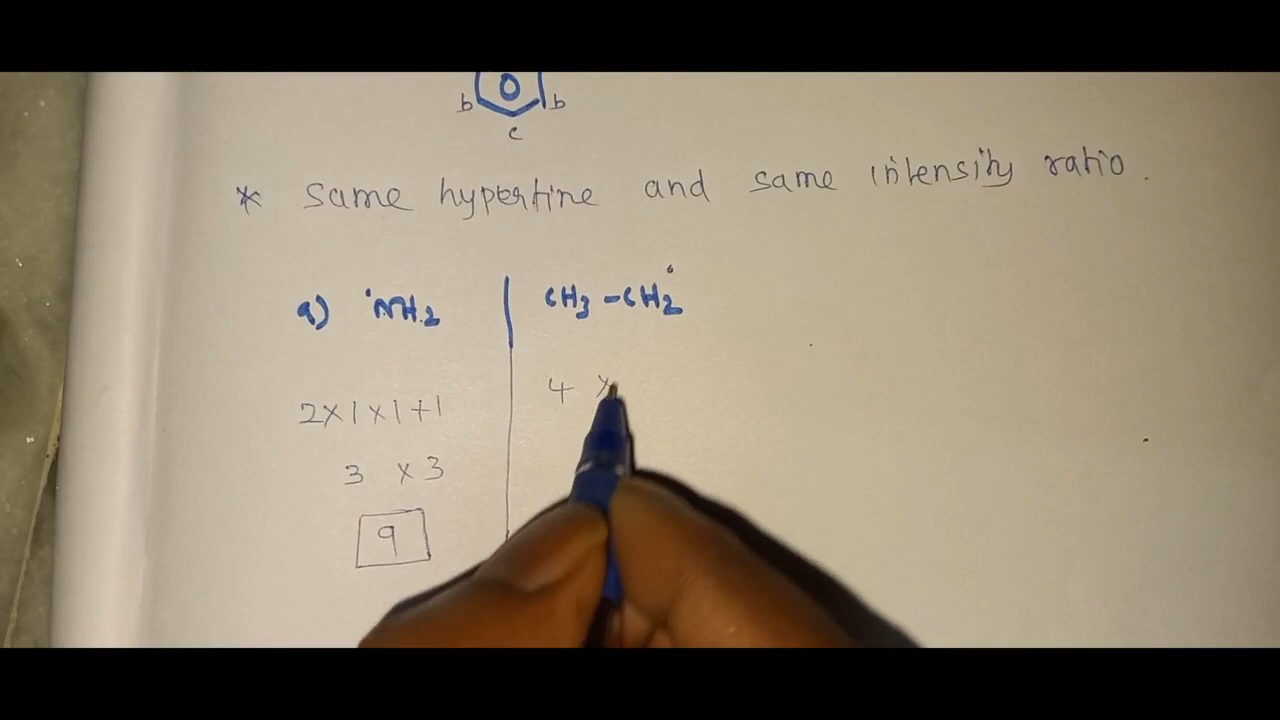 b b
c
* Same hyperfine and same intensity ratio.
a) •NH2 CH3-CH2•
4 ×
2×1×1+1
3 × 3
9